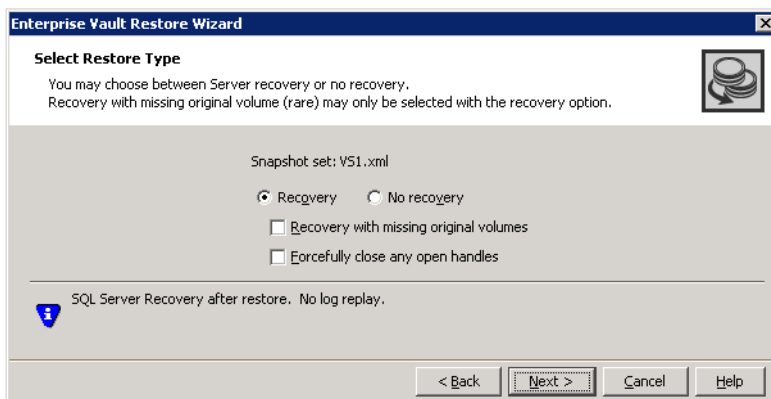 Enterprise Vault Restore Wizard
Select Restore Type
You may choose between Server recovery or no recovery.
Recovery with missing original volume (rare) may only be selected with the recovery option.
Snapshot set: VS1.xml
Recovery No recovery
Recovery with missing original volumes
Forcefully close any open handles
SQL Server Recovery after restore. No log replay.
< Back Next > Cancel Help